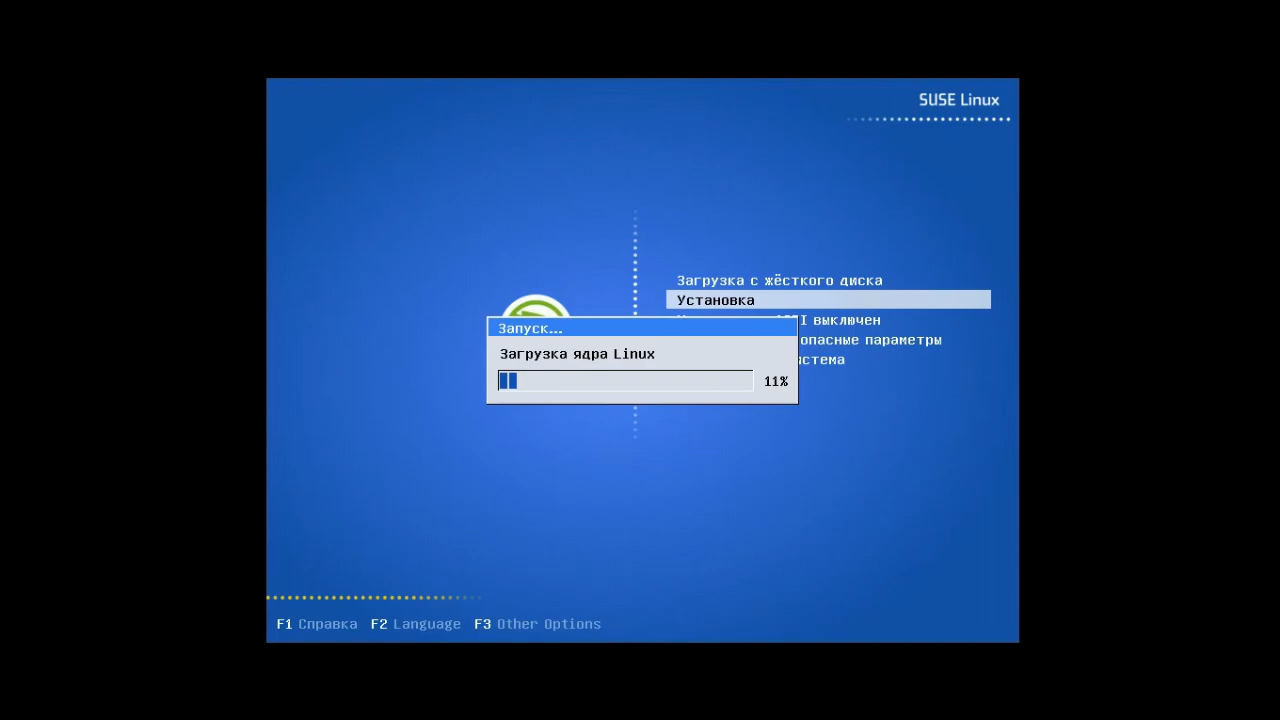 SUSE Linux
Загрузка с жёсткого диска
Установка
выключен
опасные параметры
Запуск...
Загрузка ядра Linux
11%
F1 Справка F2 Language F3 Other Options